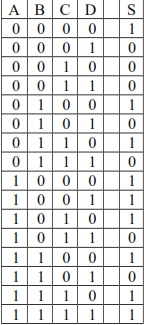 A B C D S
0 0 0 0 1
0 0 0 1 0
0 0 1 0 0
0 0 1 1 0
0 1 0 0 1
0 1 0 1 0
0 1 1 0 1
0 1 1 1 0
1 0 0 0 1
1 0 0 1 1
1 0 1 0 1
1 0 1 1 0
1 1 0 0 1
1 1 0 1 0
1 1 1 0 1
1 1 1 1 1